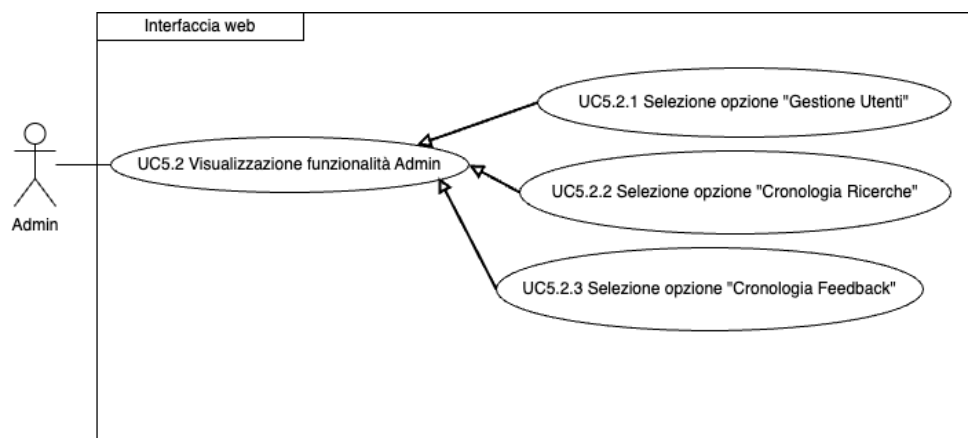 Interfaccia web
UC5.2.1 Selezione opzione "Gestione Utenti"
UC5.2 Visualizzazione funzionalità Admin
UC5.2.2 Selezione opzione "Cronologia Ricerche"
Admin
UC5.2.3 Selezione opzione "Cronologia Feedback"